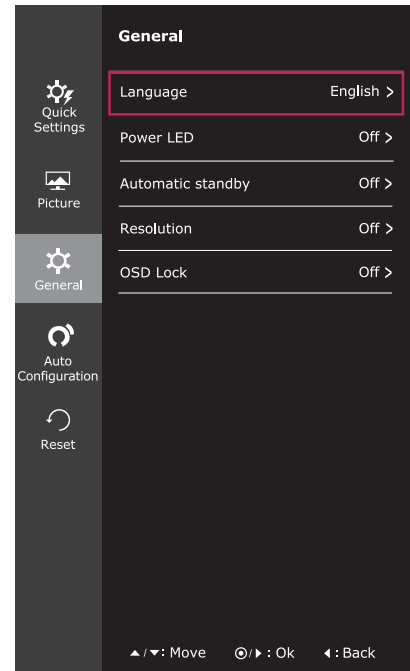 General
Quick
Settings
Picture
General
Auto
Configuration
Reset
Language English >
Power LED Off >
Automatic standby Off >
Resolution Off >
OSD Lock Off >
▲/▼: Move ◉/▶ : Ok ◀ : Back